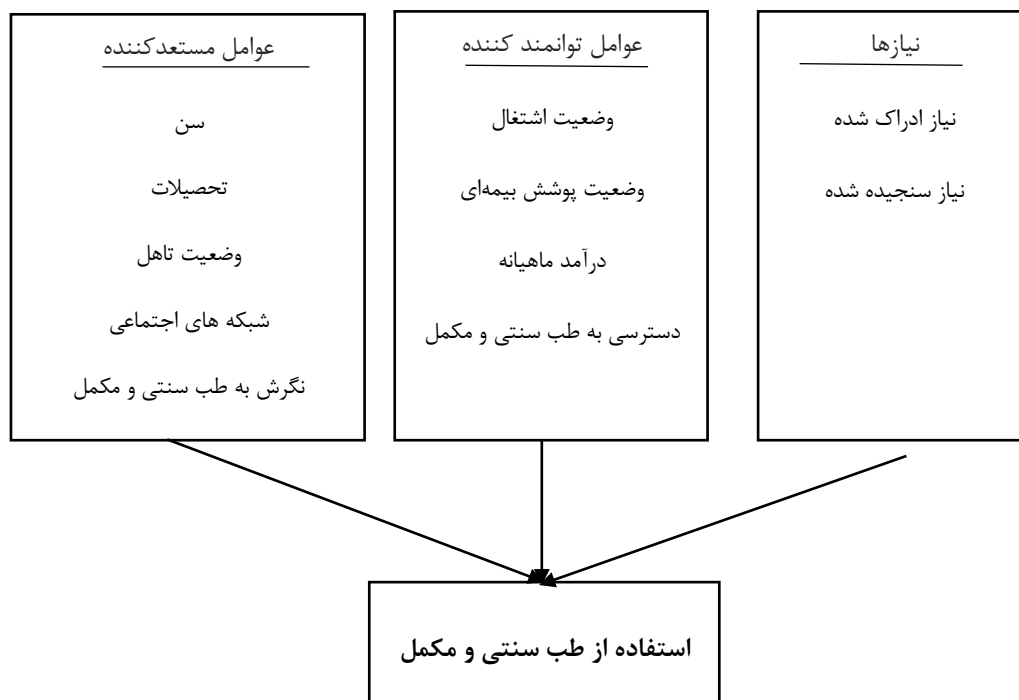 نیازها
نیاز ادراک شده
نیاز سنجیده شده
عوامل توانمند کننده
وضعیت اشتغال
وضعیت پوشش بیمه‌ای
درآمد ماهیانه
دسترسی به طب سنتی و مکمل
عوامل مستعدکننده
سن
تحصیلات
وضعیت تاهل
شبکه های اجتماعی
نگرش به طب سنتی و مکمل
استفاده از طب سنتی و مکمل